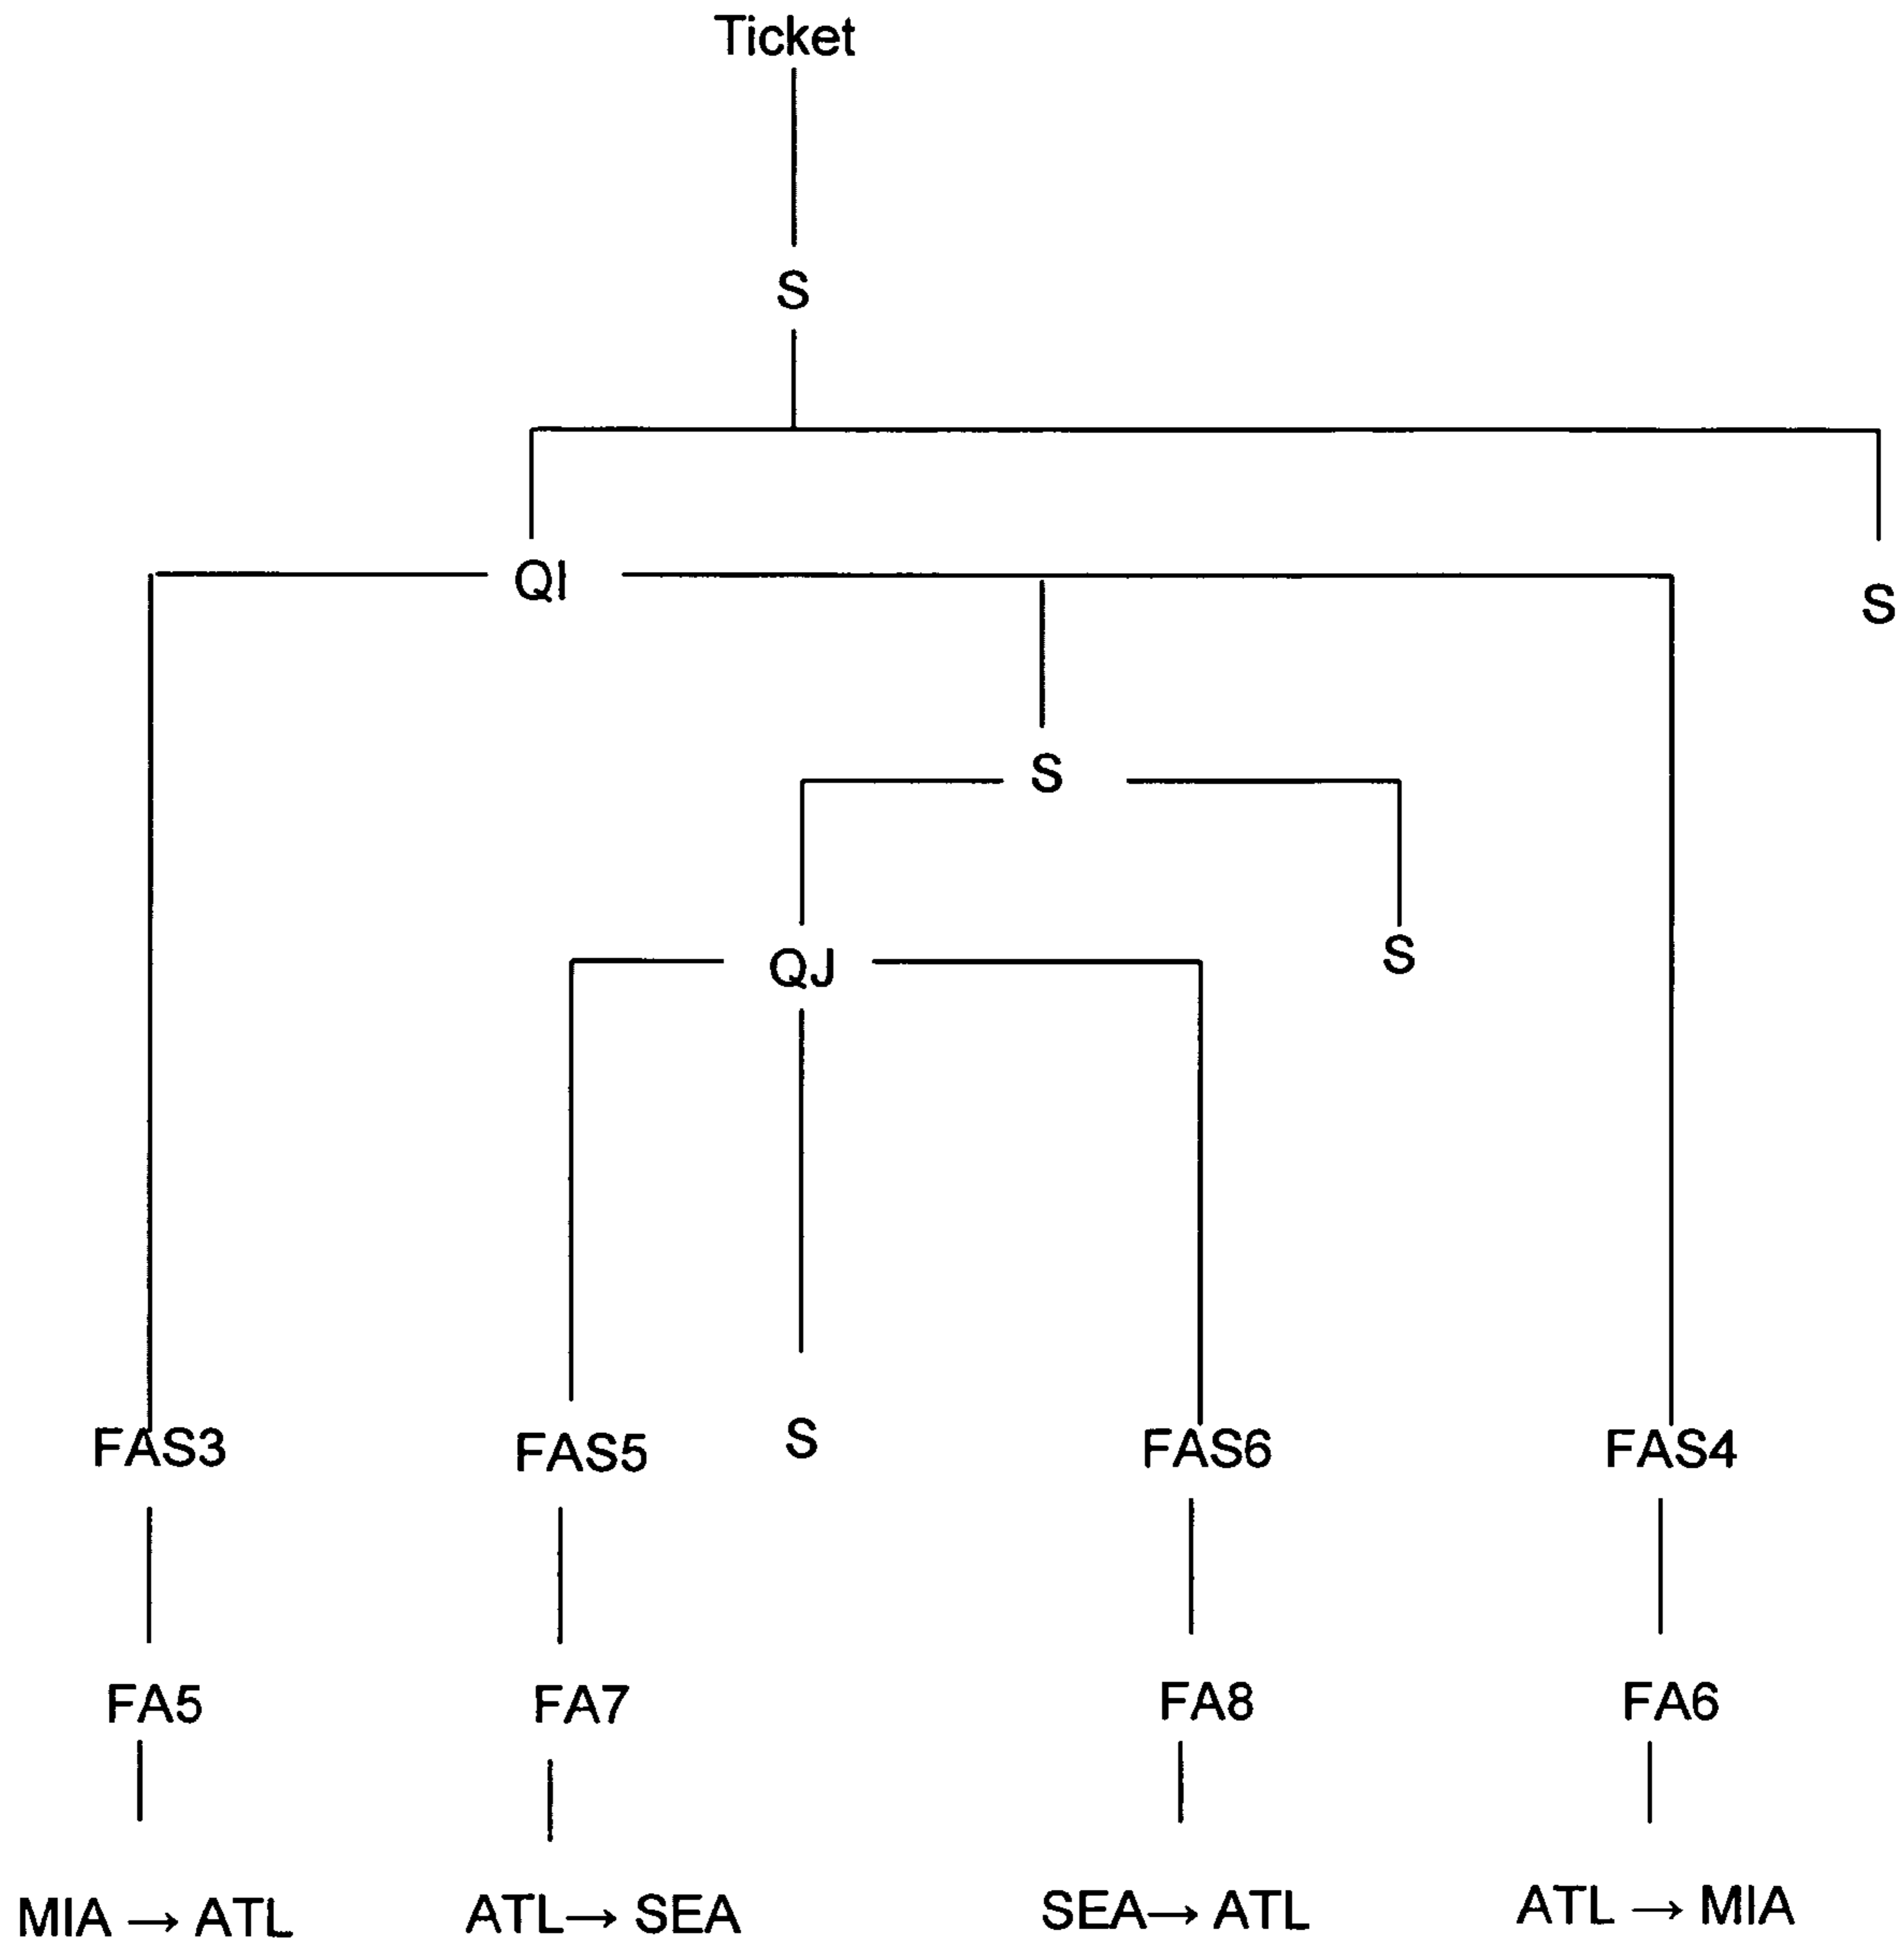 Ticket
S
QI
S
S
QJ
S
FAS3
FAS5
S
FAS6
FAS4
FA5
FA7
FA8
FA6
MIA → ATL
ATL→ SEA
SEA→ ATL
ATL → MIA